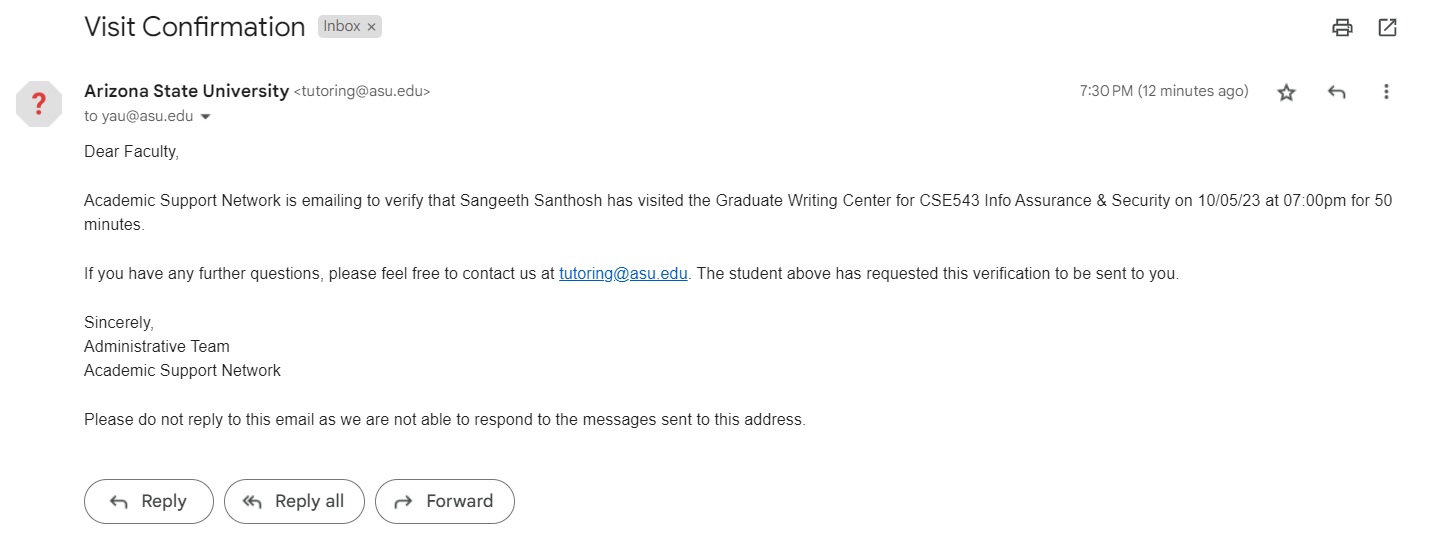 Visit Confirmation Inbox ×
Arizona State University <tutoring@asu.edu> 7:30 PM (12 minutes ago)
?
to yau@asu.edu
Dear Faculty,
Academic Support Network is emailing to verify that Sangeeth Santhosh has visited the Graduate Writing Center for CSE543 Info Assurance & Security on 10/05/23 at 07:00pm for 50
minutes.
If you have any further questions, please feel free to contact us at tutoring@asu.edu. The student above has requested this verification to be sent to you.
Sincerely,
Administrative Team
Academic Support Network
Please do not reply to this email as we are not able to respond to the messages sent to this address.
Reply Reply all Forward